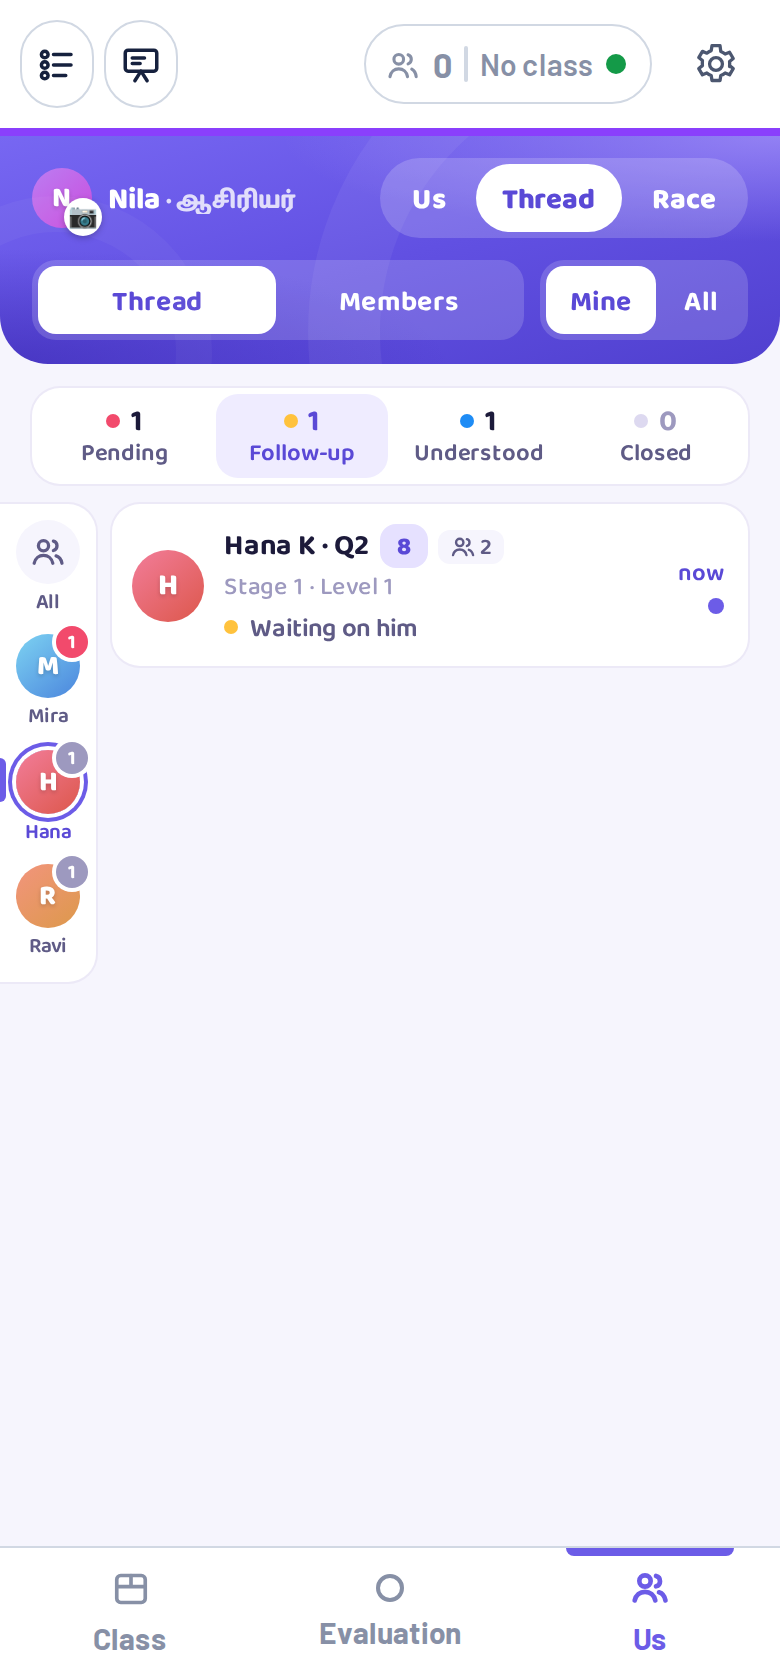 0 | No class
N Nila · ஆசிரியர்
Us Thread Race
Thread Members Mine All
1 1 1 0
Pending Follow-up Understood Closed
All
M 1
Mira
H 1
Hana
R 1
Ravi
H
Hana K · Q2 8 2
Stage 1 · Level 1
Waiting on him
now
Class Evaluation Us